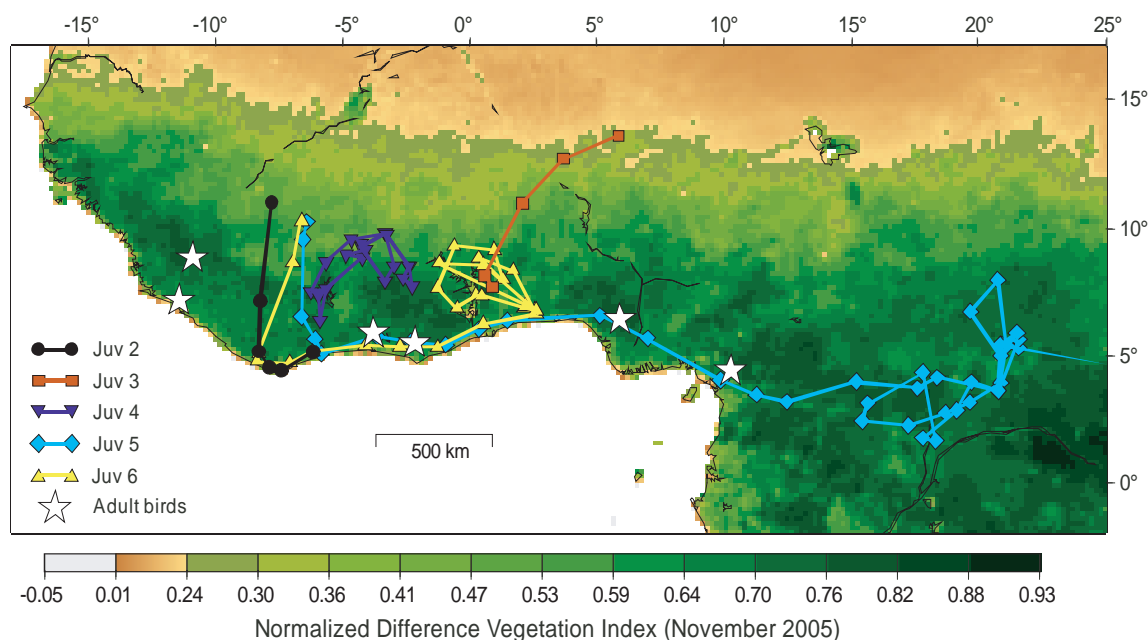 -15° -10° -5° 0° 5° 10° 15° 20° 25°
15°
10°
5°
0°
Juv 2
Juv 3
Juv 4
Juv 5
Juv 6
Adult birds
500 km
-0.05 0.01 0.24 0.30 0.36 0.41 0.47 0.53 0.59 0.64 0.70 0.76 0.82 0.88 0.93
Normalized Difference Vegetation Index (November 2005)